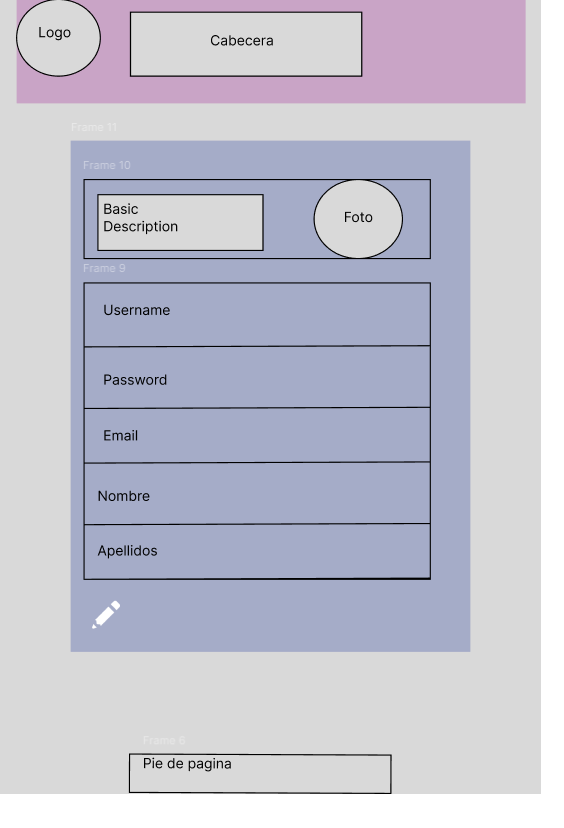 Logo
Cabecera
Frame 11
Frame 10
Basic
Description
Foto
Frame 9
Username
Password
Email
Nombre
Apellidos
Frame 6
Pie de pagina